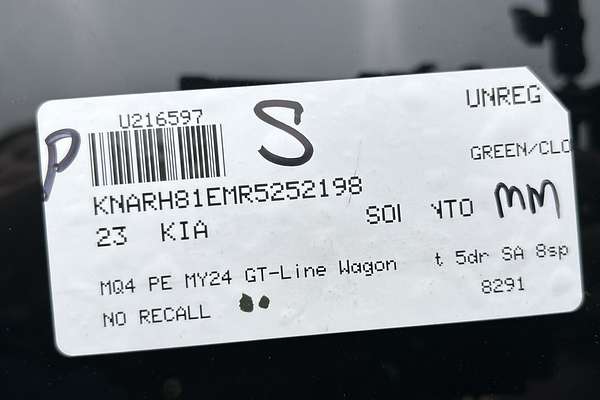 U216597 S UNREG
P
GREEN/CLO
KNARH81EMR5252198
23 KIA
MM
MQ4 PE MY24 GT-Line Wagon t 5dr SA 8sp
NO RECALL 8291